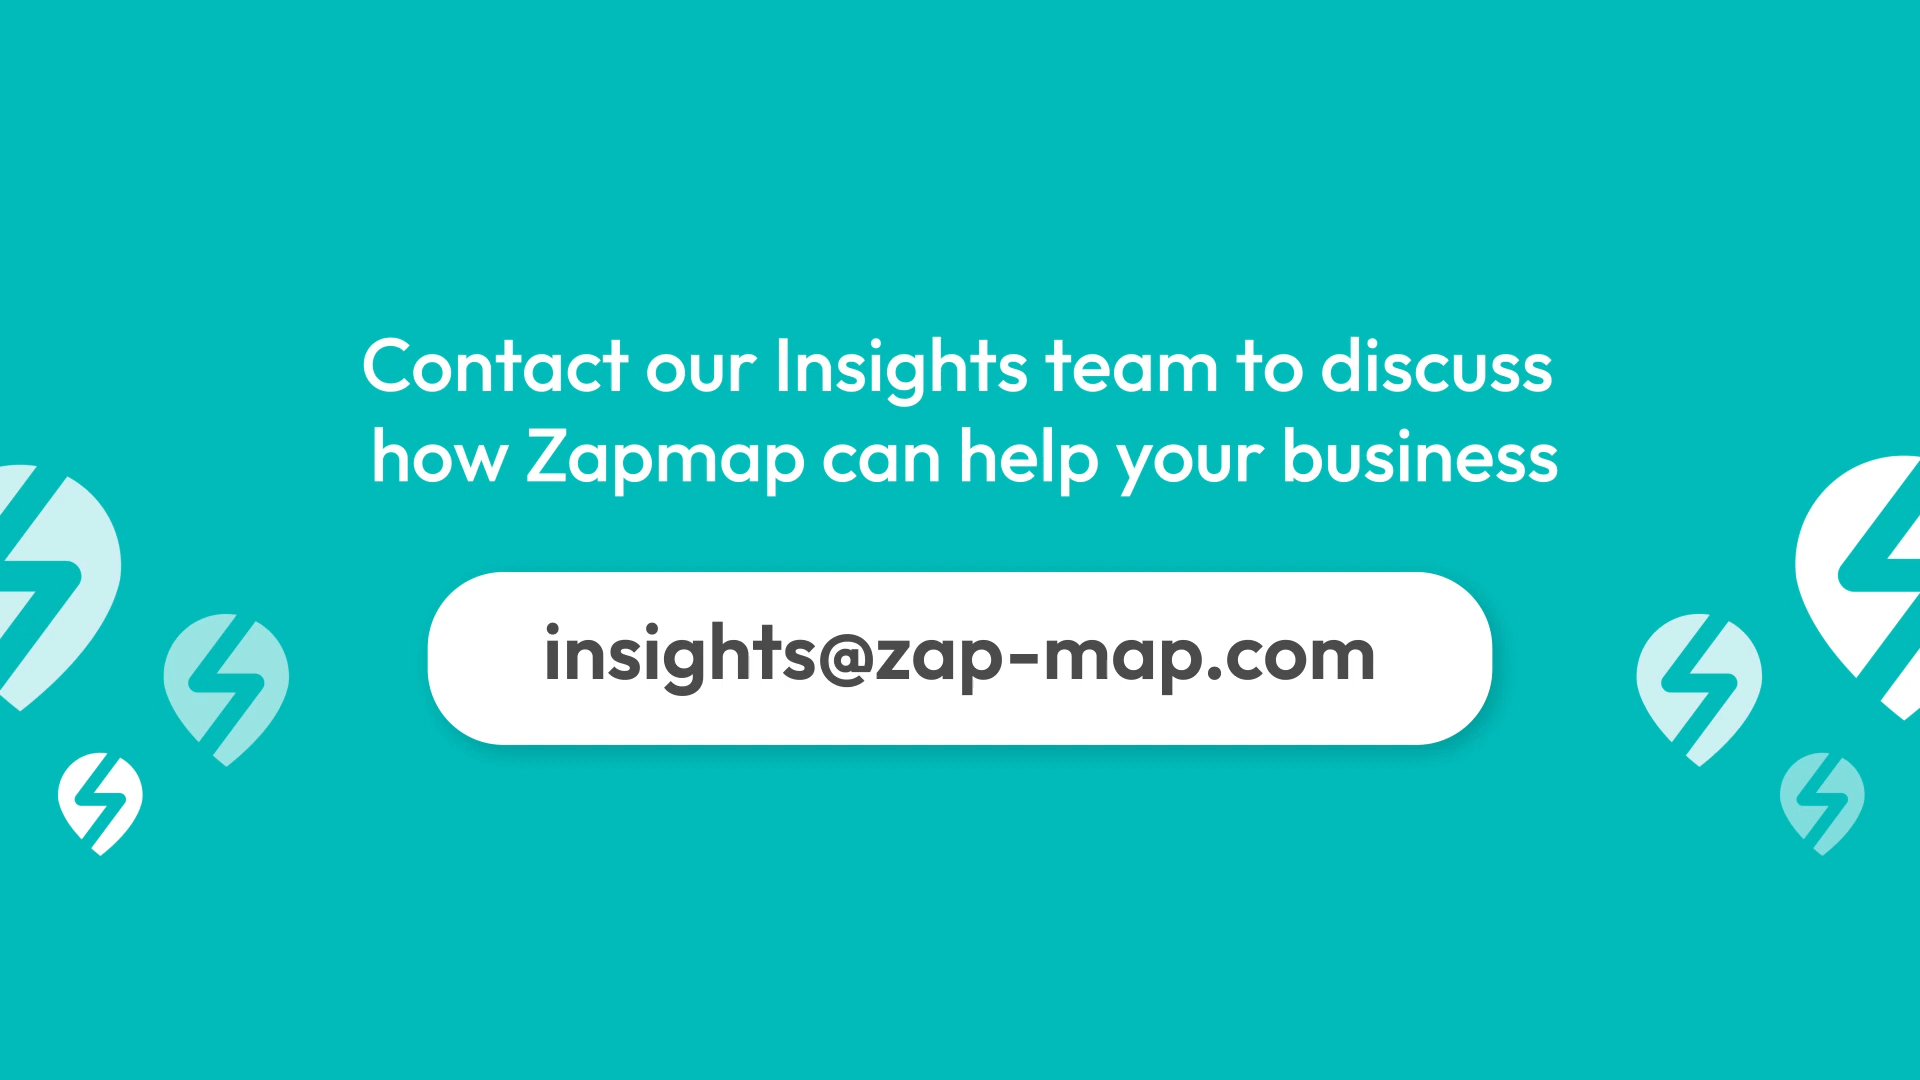 Contact our Insights team to discuss
how Zapmap can help your business
insights@zap-map.com